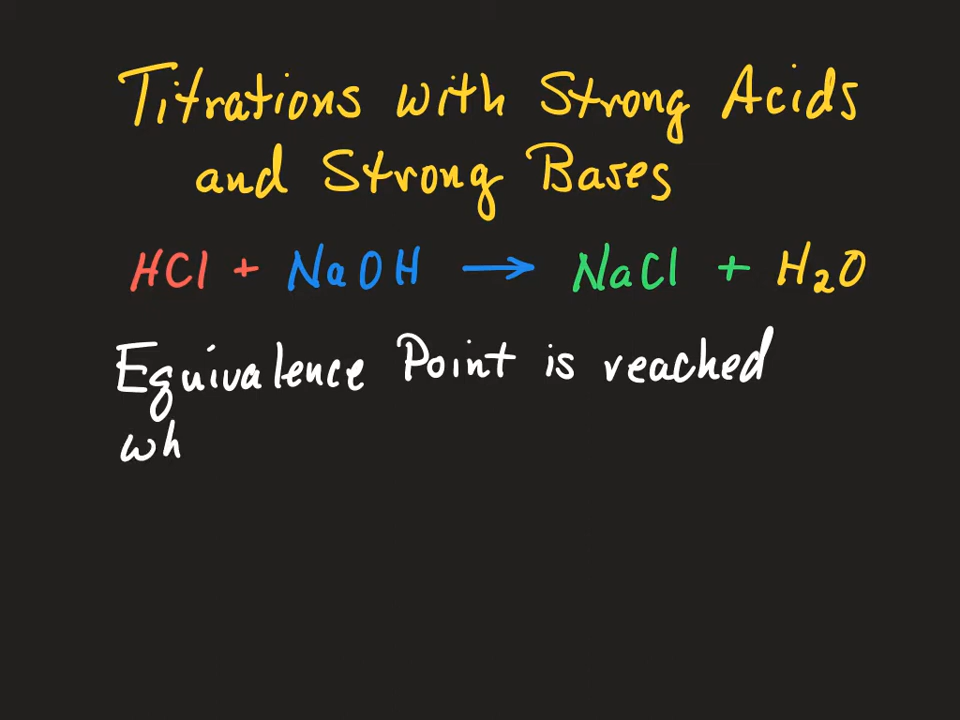 Titrations with Strong Acids
and Strong Bases
HCl + NaOH → NaCl + H₂O
Equivalence Point is reached
wh